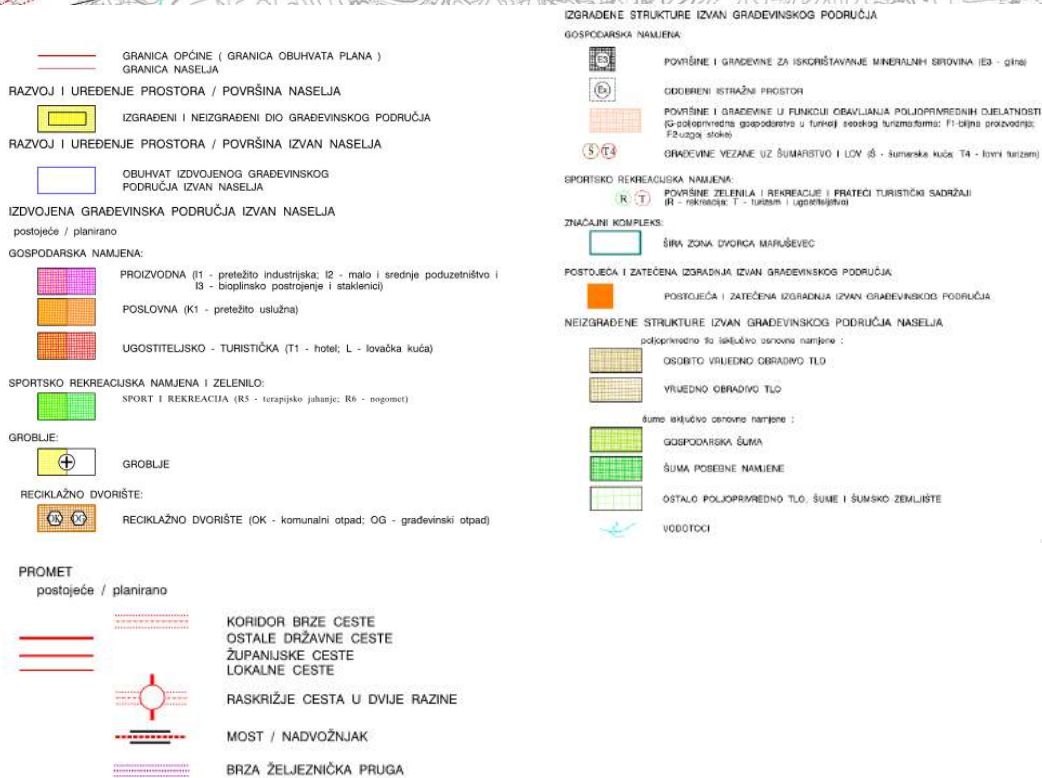 GRANICA OPĆINE ( GRANICA OBUHVATA PLANA )
GRANICA NASELJA
RAZVOJ I UREĐENJE PROSTORA / POVRŠINA NASELJA
IZGRAĐENI I NEIZGRAĐENI DIO GRAĐEVINSKOG PODRUČJA
RAZVOJ I UREĐENJE PROSTORA / POVRŠINA IZVAN NASELJA
OBUHVAT IZDVOJENOG GRAĐEVINSKOG
PODRUČJA IZVAN NASELJA
IZDVOJENA GRAĐEVINSKA PODRUČJA IZVAN NASELJA
postojeće / planirano
GOSPODARSKA NAMJENA:
PROIZVODNA (I1 - pretežito industrijska; I2 - malo i srednje poduzetništvo i
I3 - bioplinsko postrojenje i staklenici)
POSLOVNA (K1 - pretežito uslužna)
UGOSTITELJSKO - TURISTIČKA (T1 - hotel; L - lovačka kuća)
SPORTSKO REKREACIJSKA NAMJENA I ZELENILO:
SPORT I REKREACIJA (R5 - terapijsko jahanje; R6 - nogomet)
GROBLJE:
GROBLJE
RECIKLAŽNO DVORIŠTE:
OK OG
RECIKLAŽNO DVORIŠTE (OK - komunalni otpad; OG - građevinski otpad)
PROMET
postojeće / planirano
KORIDOR BRZE CESTE
OSTALE DRŽAVNE CESTE
ŽUPANIJSKE CESTE
LOKALNE CESTE
RASKRIŽJE CESTA U DVIJE RAZINE
MOST / NADVOŽNJAK
BRZA ŽELJEZNIČKA PRUGA
IZGRAĐENE STRUKTURE IZVAN GRAĐEVINSKOG PODRUČJA
GOSPODARSKA NAMJENA:
E3
POVRŠINE I GRAĐEVINE ZA ISKORIŠTAVANJE MINERALNIH SIROVINA (E3 - glina)
Ex
ODOBRENI ISTRAŽNI PROSTOR
POVRŠINE I GRAĐEVINE U FUNKCIJI OBAVLJANJA POLJOPRIVREDNIH DJELATNOSTI
(G-poljoprivredna gospodarstva u funkciji seoskog turizma:farma; F1-biljna proizvodnja;
F2-uzgoj stoke)
Š T4
GRAĐEVINE VEZANE UZ ŠUMARSTVO I LOV (Š - šumarska kuća; T4 - lovni turizam)
SPORTSKO REKREACIJSKA NAMJENA:
R T
POVRŠINE ZELENILA I REKREACIJE I PRATEĆI TURISTIČKI SADRŽAJI
(R - rekreacija; T - turizam i ugostiteljstvo)
ZNAČAJNI KOMPLEKS:
ŠIRA ZONA DVORCA MARUŠEVEC
POSTOJEĆA I ZATEČENA IZGRADNJA IZVAN GRAĐEVINSKOG PODRUČJA:
POSTOJEĆA I ZATEČENA IZGRADNJA IZVAN GRAĐEVINSKOG PODRUČJA
NEIZGRAĐENE STRUKTURE IZVAN GRAĐEVINSKOG PODRUČJA NASELJA
poljoprivredno tlo isključivo osnovne namjene :
OSOBITO VRIJEDNO OBRADIVO TLO
VRIJEDNO OBRADIVO TLO
šume isključivo osnovne namjene :
GOSPODARSKA ŠUMA
ŠUMA POSEBNE NAMJENE
OSTALO POLJOPRIVREDNO TLO, ŠUME I ŠUMSKO ZEMLJIŠTE
VODOTOCI